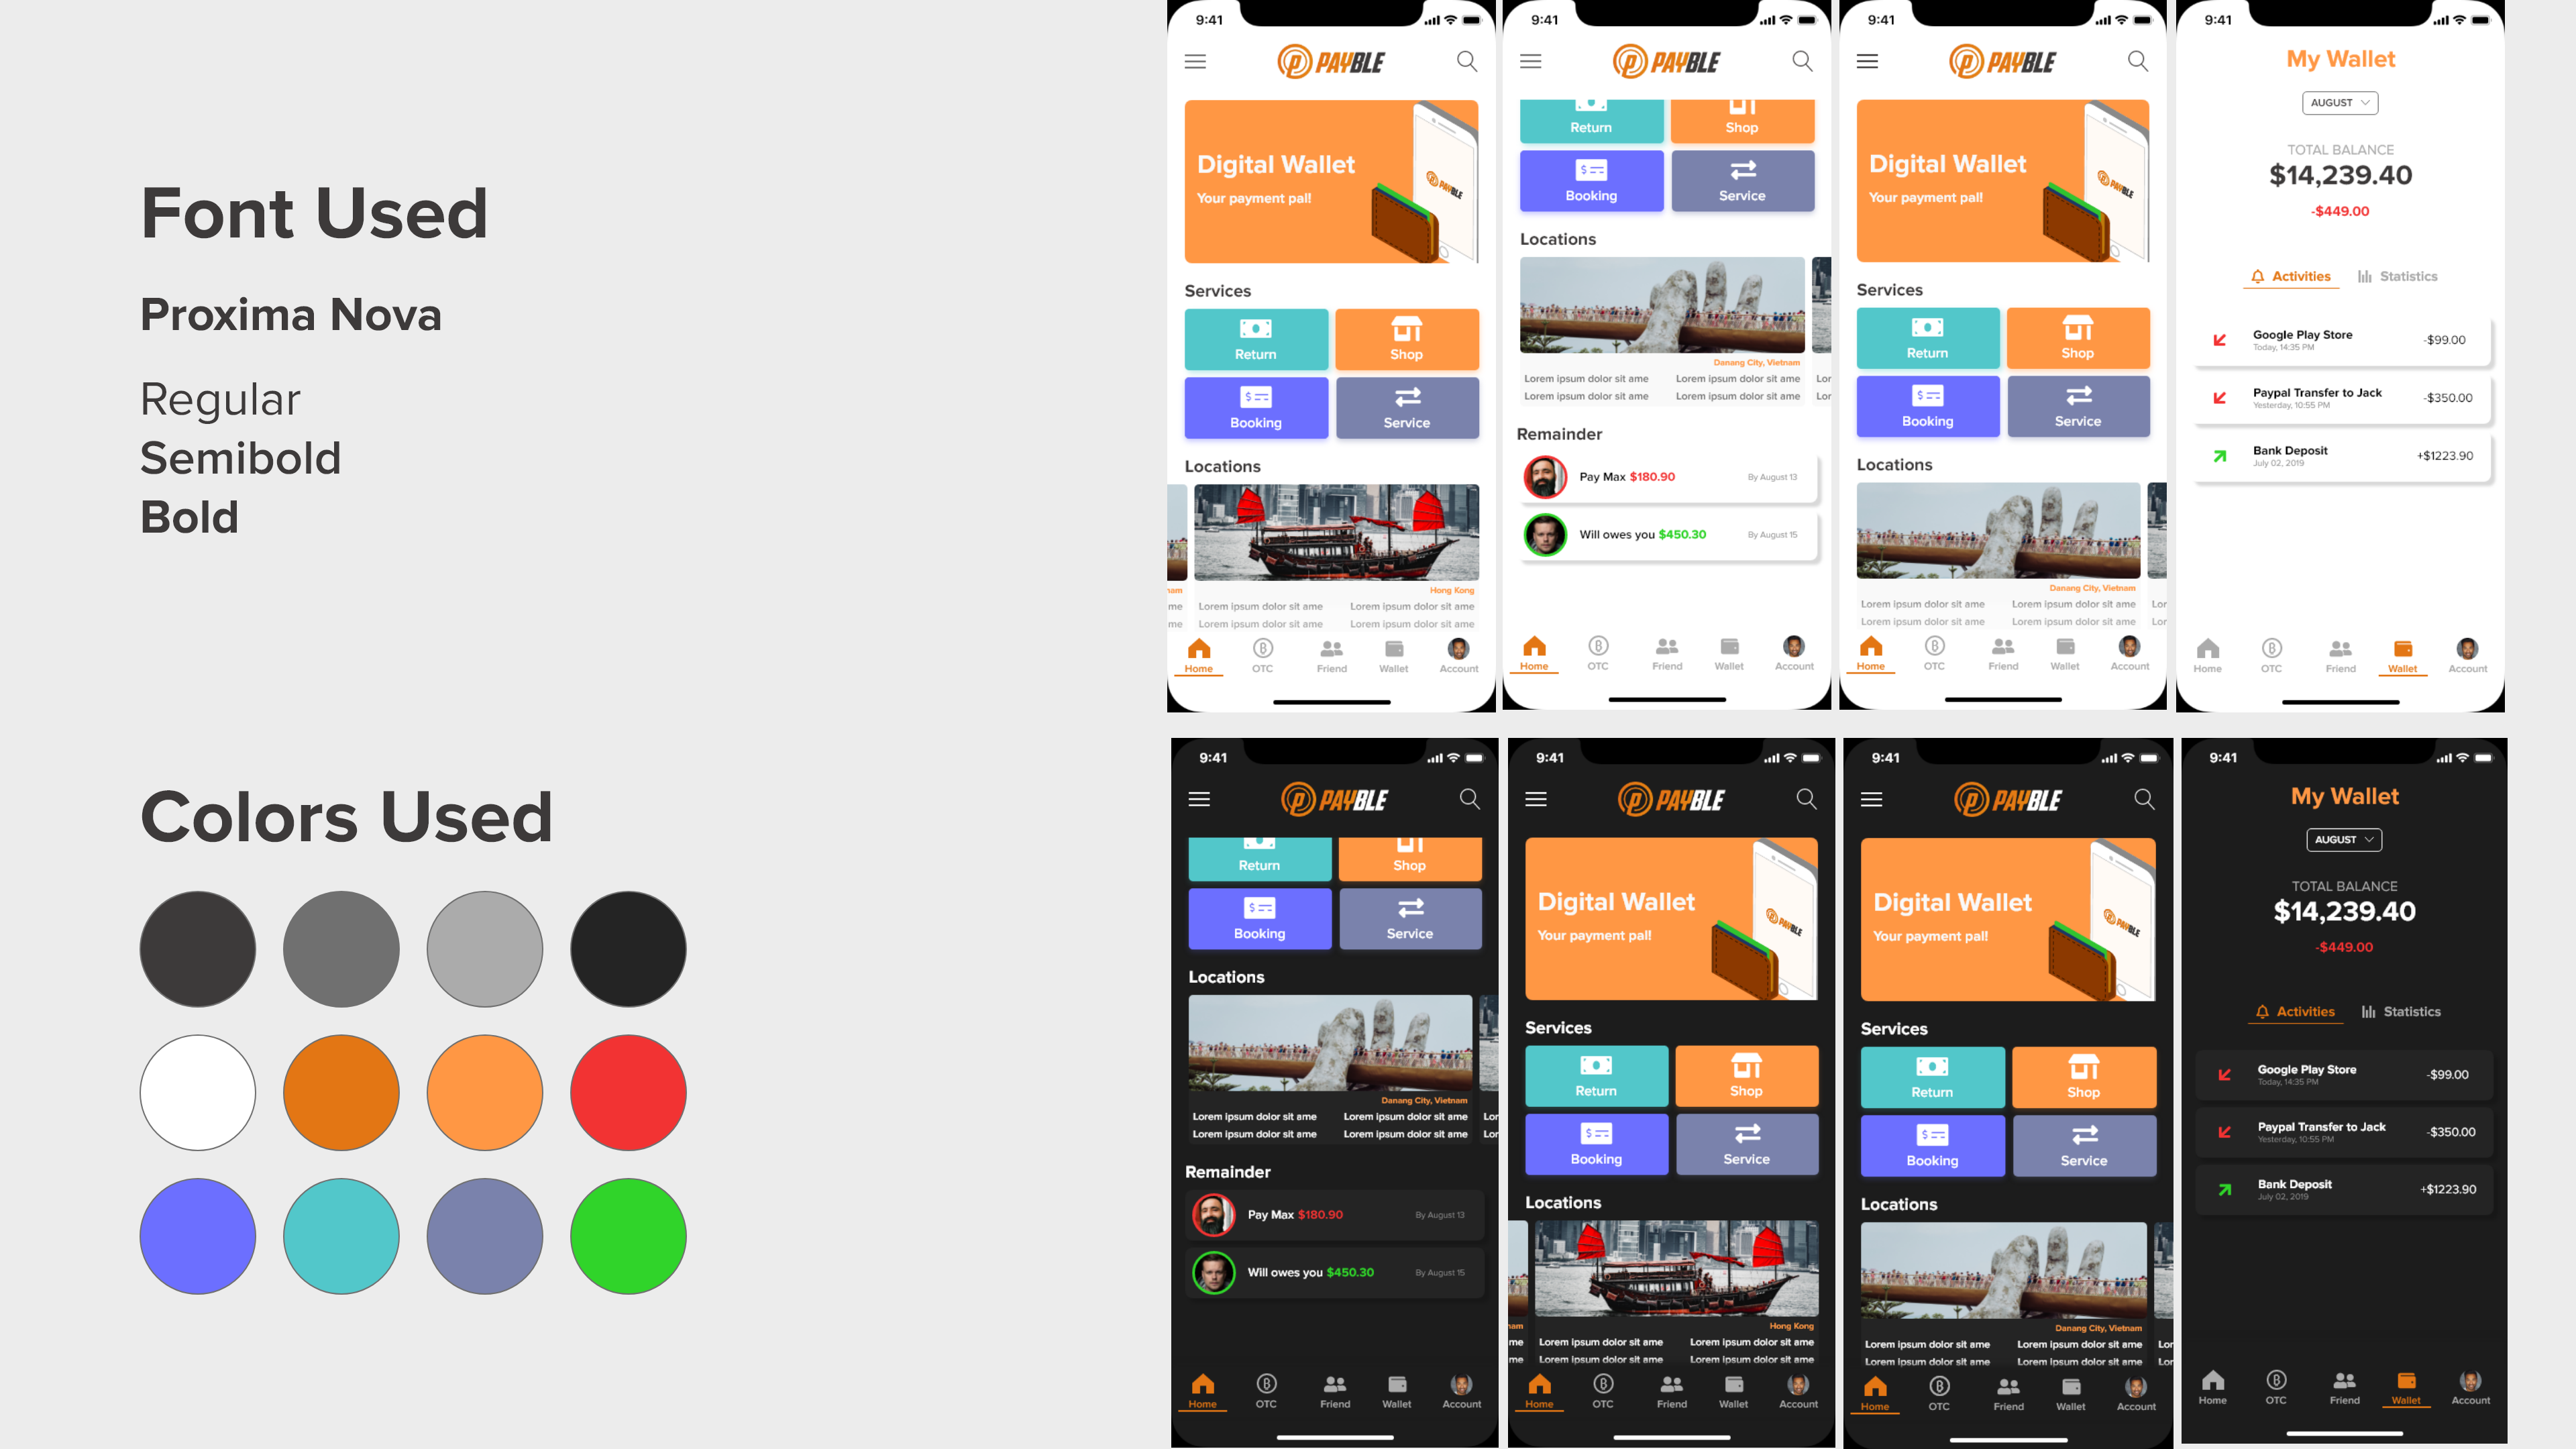 Font Used
Proxima Nova
Regular
Semibold
Bold
Colors Used
9:41
PAYBLE
Digital Wallet
Your payment pal!
PAYBLE
Services
Return
Shop
Booking
Service
Locations
nam
Hong Kong
me
Lorem ipsum dolor sit ame
Lorem ipsum dolor sit ame
me
Lorem ipsum dolor sit ame
Lorem ipsum dolor sit ame
Home
OTC
Friend
Wallet
Account
9:41
PAYBLE
Return
Shop
Booking
Service
Locations
Danang City, Vietnam
Lorem ipsum dolor sit ame
Lorem ipsum dolor sit ame
Lor
Lorem ipsum dolor sit ame
Lorem ipsum dolor sit ame
Lor
Remainder
Pay Max $180.90
By August 13
Will owes you $450.30
By August 15
Home
OTC
Friend
Wallet
Account
9:41
PAYBLE
Digital Wallet
Your payment pal!
PAYBLE
Services
Return
Shop
Booking
Service
Locations
Danang City, Vietnam
Lorem ipsum dolor sit ame
Lorem ipsum dolor sit ame
Lor
Lorem ipsum dolor sit ame
Lorem ipsum dolor sit ame
Lor
Home
OTC
Friend
Wallet
Account
9:41
My Wallet
AUGUST
TOTAL BALANCE
$14,239.40
-$449.00
Activities
Statistics
Google Play Store
Today, 14:35 PM
-$99.00
Paypal Transfer to Jack
Yesterday, 10:55 PM
-$350.00
Bank Deposit
July 02, 2019
+$1223.90
Home
OTC
Friend
Wallet
Account
9:41
PAYBLE
Return
Shop
Booking
Service
Locations
Danang City, Vietnam
Lorem ipsum dolor sit ame
Lorem ipsum dolor sit ame
Lor
Lorem ipsum dolor sit ame
Lorem ipsum dolor sit ame
Lor
Remainder
Pay Max $180.90
By August 13
Will owes you $450.30
By August 15
Home
OTC
Friend
Wallet
Account
9:41
PAYBLE
Digital Wallet
Your payment pal!
PAYBLE
Services
Return
Shop
Booking
Service
Locations
nam
Hong Kong
me
Lorem ipsum dolor sit ame
Lorem ipsum dolor sit ame
me
Lorem ipsum dolor sit ame
Lorem ipsum dolor sit ame
Home
OTC
Friend
Wallet
Account
9:41
PAYBLE
Digital Wallet
Your payment pal!
PAYBLE
Services
Return
Shop
Booking
Service
Locations
Danang City, Vietnam
Lorem ipsum dolor sit ame
Lorem ipsum dolor sit ame
Lor
Lorem ipsum dolor sit ame
Lorem ipsum dolor sit ame
Lor
Home
OTC
Friend
Wallet
Account
9:41
My Wallet
AUGUST
TOTAL BALANCE
$14,239.40
-$449.00
Activities
Statistics
Google Play Store
Today, 14:35 PM
-$99.00
Paypal Transfer to Jack
Yesterday, 10:55 PM
-$350.00
Bank Deposit
July 02, 2019
+$1223.90
Home
OTC
Friend
Wallet
Account